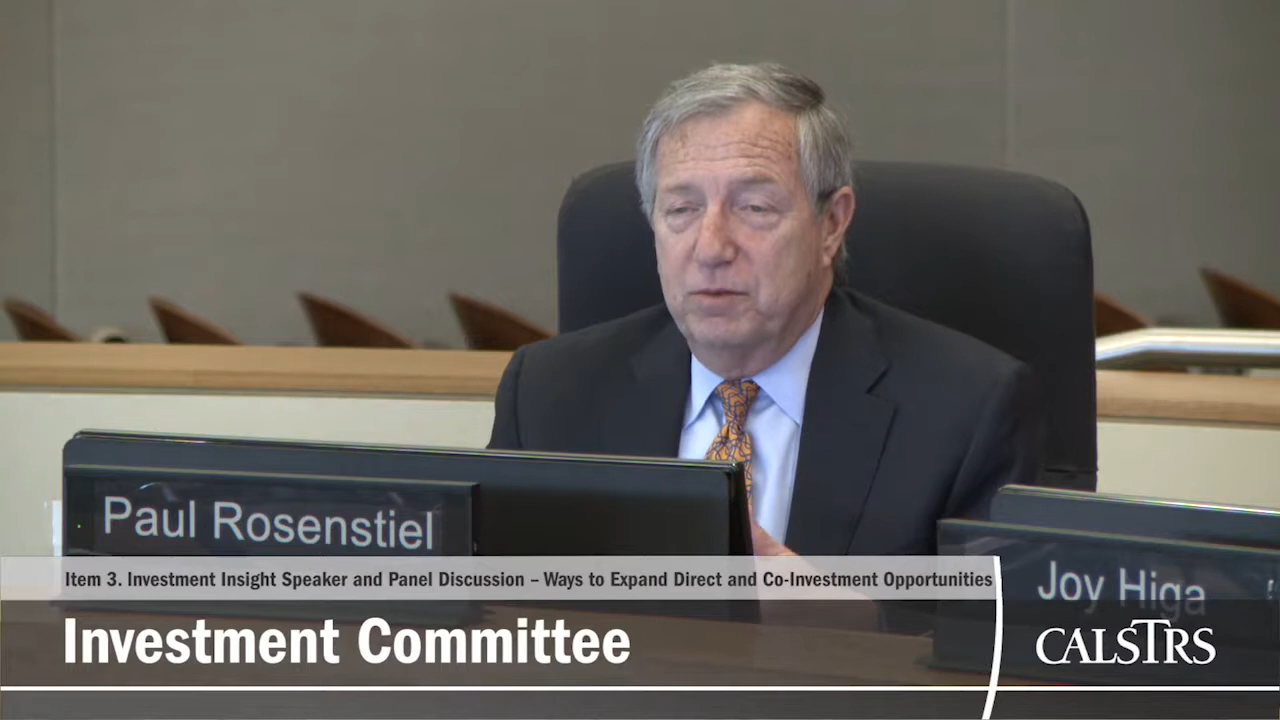 Paul Rosenstiel
Item 3. Investment Insight Speaker and Panel Discussion – Ways to Expand Direct and Co-Investment Opportunities
Joy Higa
Investment Committee
CALSTRS